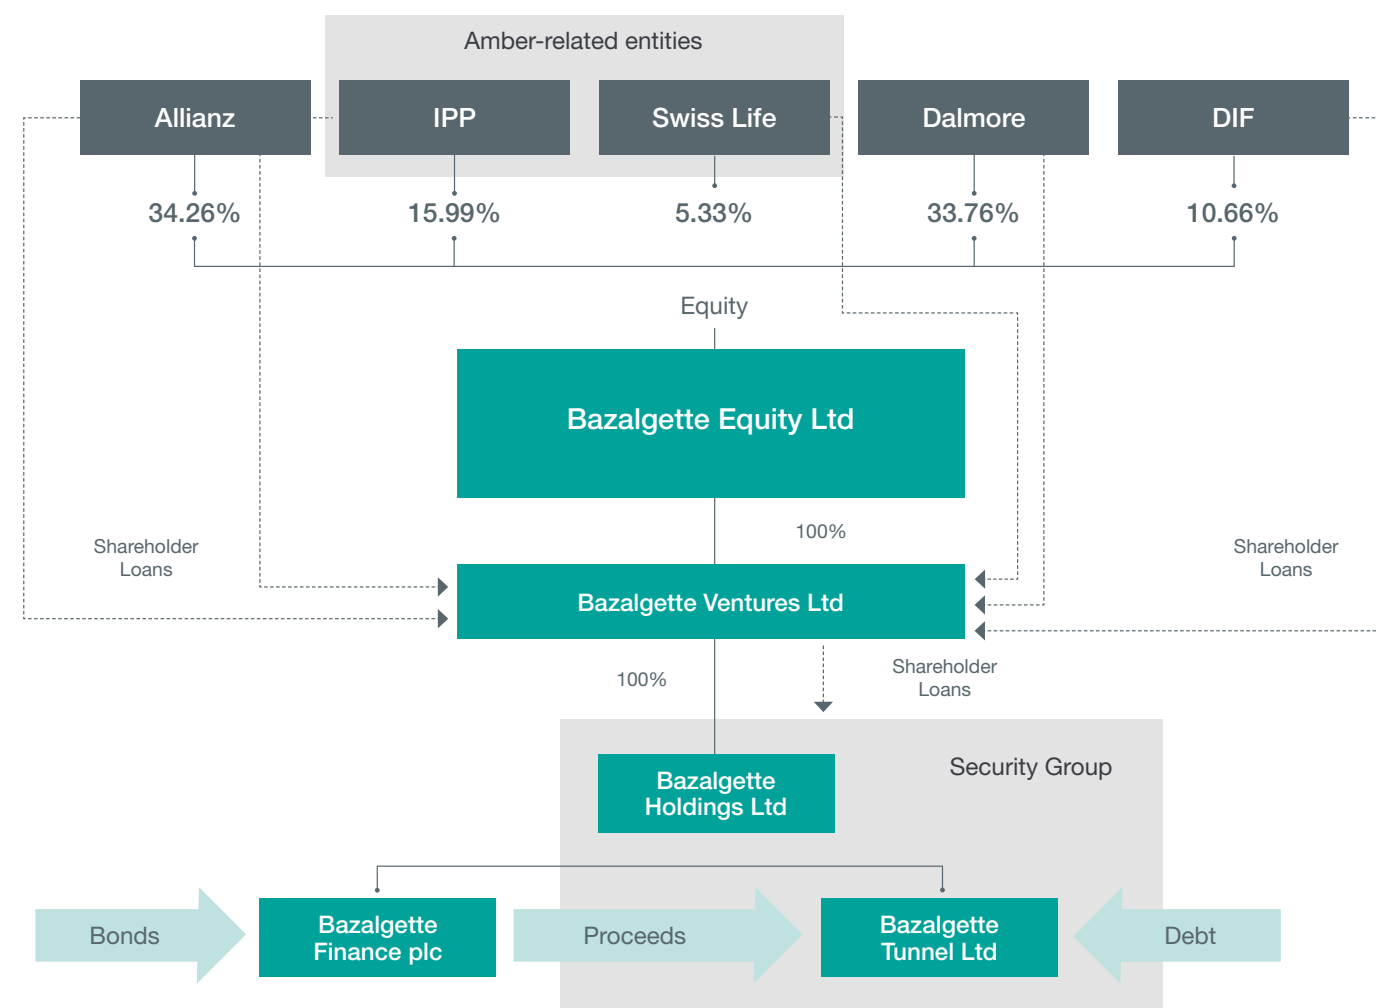 Amber-related entities
Allianz
IPP
Swiss Life
Dalmore
DIF
34.26%
15.99%
5.33%
33.76%
10.66%
Equity
Bazalgette Equity Ltd
100%
Shareholder
Loans
Shareholder
Loans
Bazalgette Ventures Ltd
100%
Shareholder
Loans
Security Group
Bazalgette
Holdings Ltd
Bonds
Bazalgette
Finance plc
Proceeds
Bazalgette
Tunnel Ltd
Debt